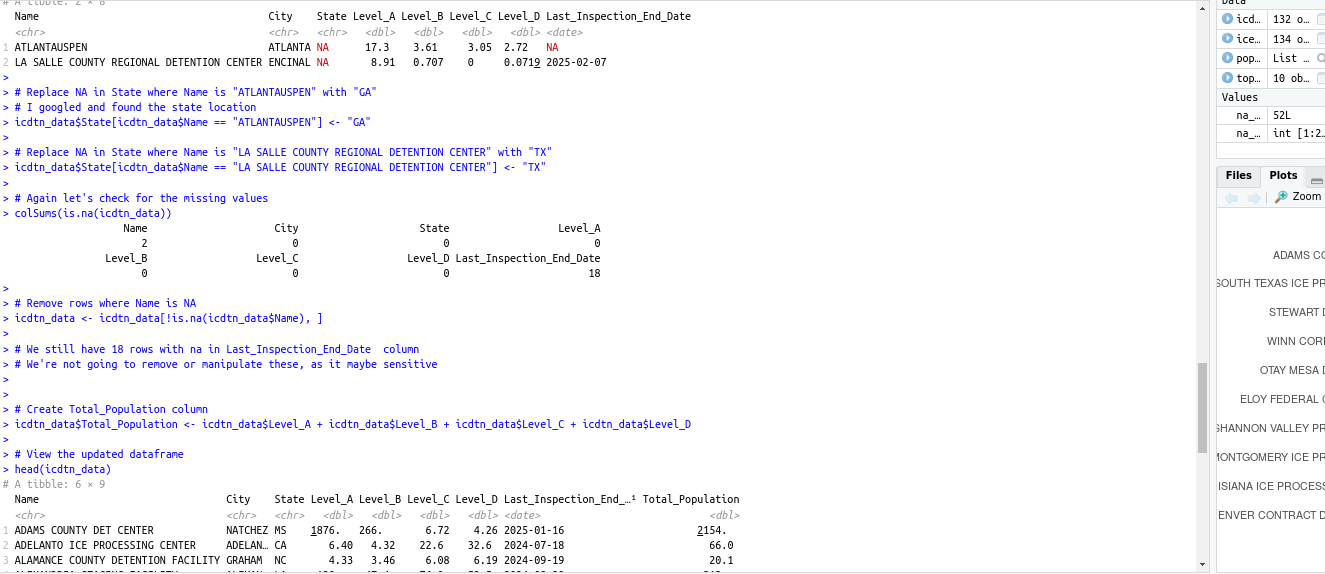 # A tibble: 2 × 8
Name City State Level_A Level_B Level_C Level_D Last_Inspection_End_Date
<chr> <chr> <chr> <dbl> <dbl> <dbl> <dbl> <date>
1 ATLANTAUSPEN ATLANTA NA 17.3 3.61 3.05 2.72 NA
2 LA SALLE COUNTY REGIONAL DETENTION CENTER ENCINAL NA 8.91 0.707 0 0.0719 2025-02-07
>
> # Replace NA in State where Name is "ATLANTAUSPEN" with "GA"
> # I googled and found the state location
> icdtn_data$State[icdtn_data$Name == "ATLANTAUSPEN"] <- "GA"
>
> # Replace NA in State where Name is "LA SALLE COUNTY REGIONAL DETENTION CENTER" with "TX"
> icdtn_data$State[icdtn_data$Name == "LA SALLE COUNTY REGIONAL DETENTION CENTER"] <- "TX"
>
> # Again let's check for the missing values
> colSums(is.na(icdtn_data))
Name City State Level_A
2 0 0 0
Level_B Level_C Level_D Last_Inspection_End_Date
0 0 0 18
>
> # Remove rows where Name is NA
> icdtn_data <- icdtn_data[!is.na(icdtn_data$Name), ]
>
> # We still have 18 rows with na in Last_Inspection_End_Date  column
> # We're not going to remove or manipulate these, as it maybe sensitive
>
>
> # Create Total_Population column
> icdtn_data$Total_Population <- icdtn_data$Level_A + icdtn_data$Level_B + icdtn_data$Level_C + icdtn_data$Level_D
>
> # View the updated dataframe
> head(icdtn_data)
# A tibble: 6 × 9
Name City State Level_A Level_B Level_C Level_D Last_Inspection_End_…¹ Total_Population
<chr> <chr> <chr> <dbl> <dbl> <dbl> <dbl> <date> <dbl>
1 ADAMS COUNTY DET CENTER NATCHEZ MS 1876. 266. 6.72 4.26 2025-01-16 2154.
2 ADELANTO ICE PROCESSING CENTER ADELAN… CA 6.40 4.32 22.6 32.6 2024-07-18 66.0
3 ALAMANCE COUNTY DETENTION FACILITY GRAHAM NC 4.33 3.46 6.08 6.19 2024-09-19 20.1
Data
icd… 132 o…
ice… 134 o…
pop… List …
top… 10 ob…
Values
na_… 52L
na_… int [1:2…
Files Plots
Zoom
ADAMS CO
SOUTH TEXAS ICE PR
STEWART D
WINN COR
OTAY MESA D
ELOY FEDERAL C
SHANNON VALLEY PR
MONTGOMERY ICE PR
ISIANA ICE PROCESS
ENVER CONTRACT D